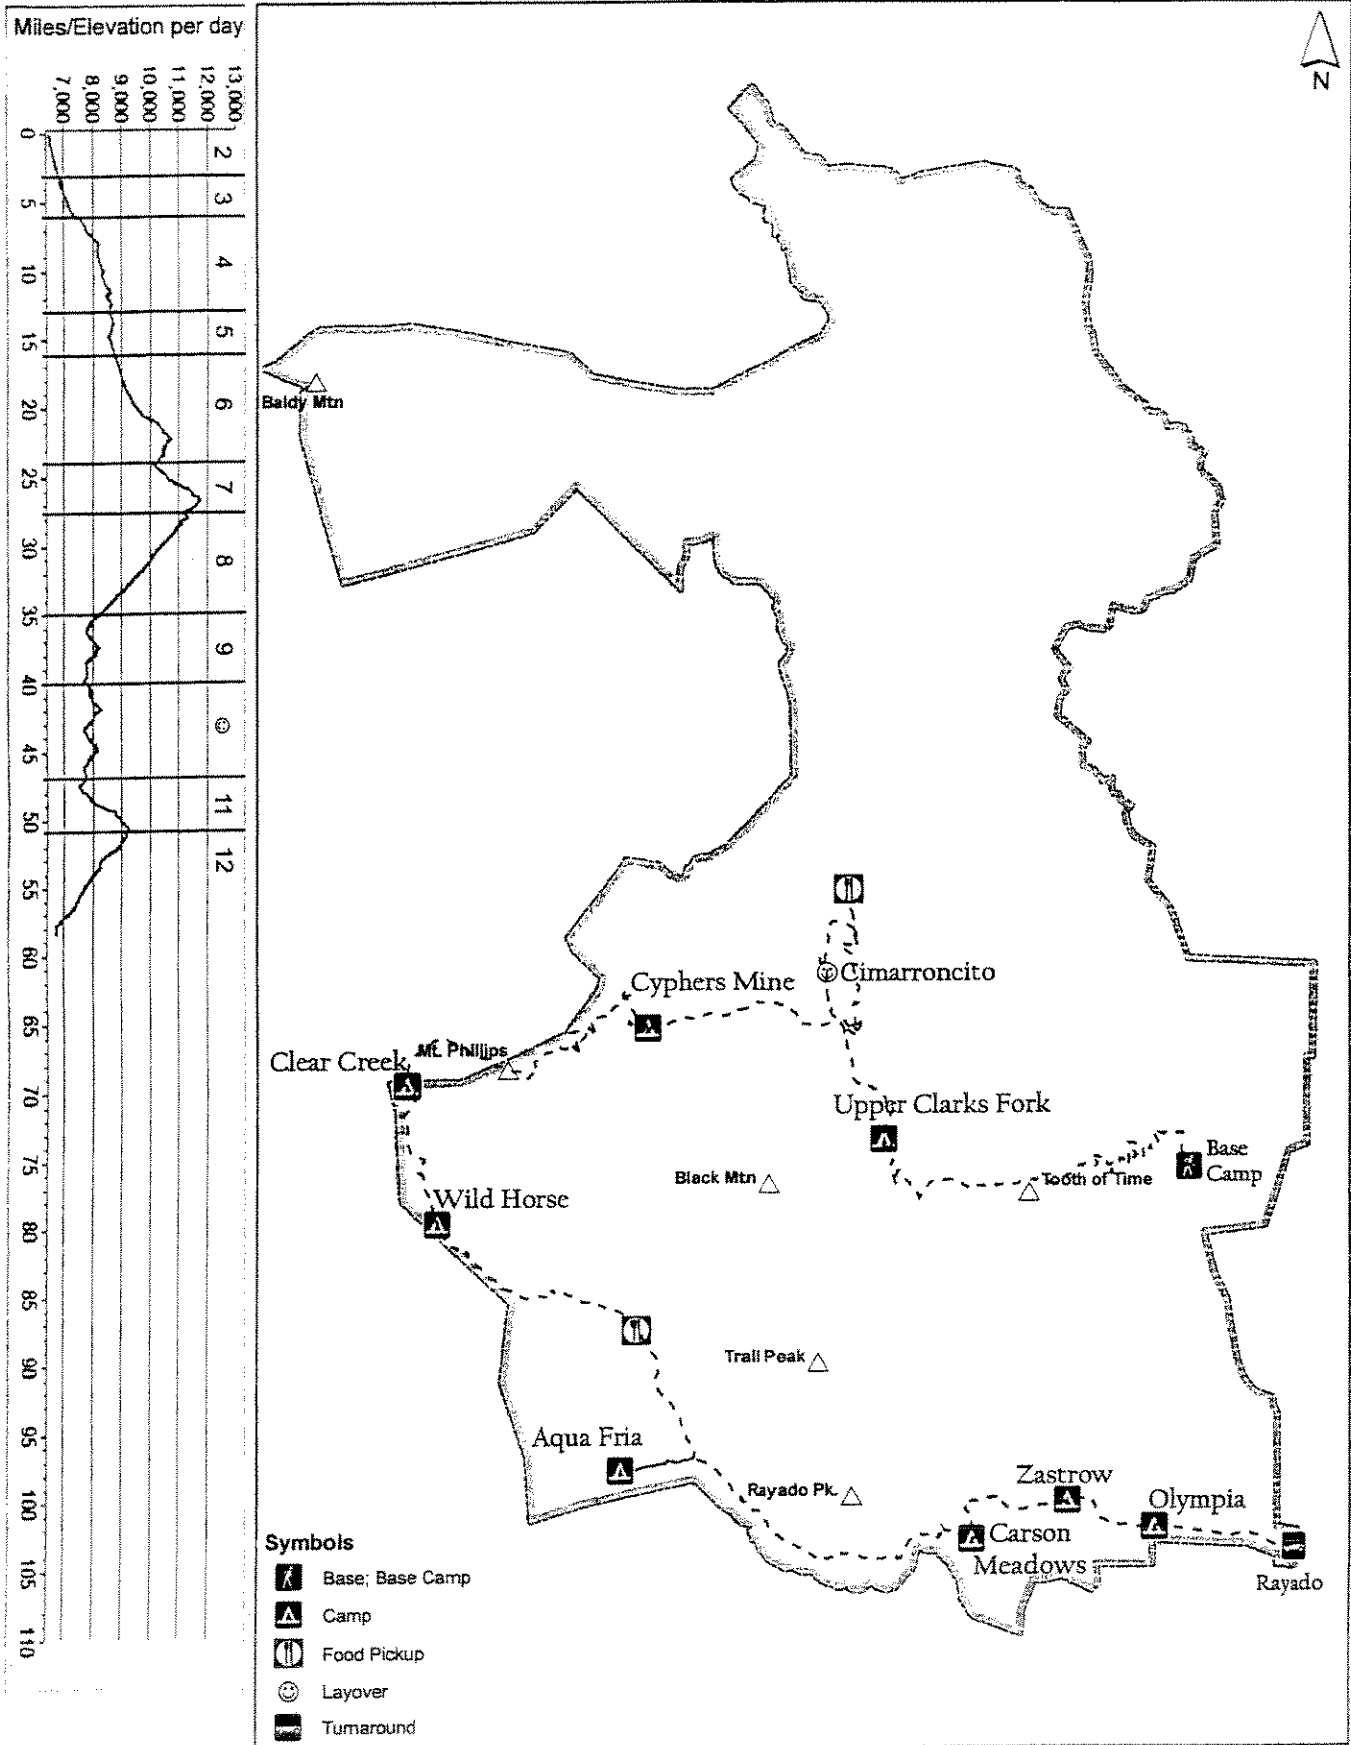 Miles/Elevation per day
13,000
12,000
11,000
10,000
9,000
8,000
7,000
0
5
10
15
20
25
30
35
40
45
50
55
60
65
70
75
80
85
90
95
100
105
110
2
3
4
5
6
7
8
9
11
12
N
Baldy Mtn
Cimarroncito
Cyphers Mine
Mt. Phillips
Clear Creek
Upper Clarks Fork
Base
Camp
Tooth of Time
Black Mtn
Wild Horse
Trail Peak
Aqua Fria
Rayado Pk.
Zastrow
Olympia
Carson
Meadows
Rayado
Symbols
Base; Base Camp
Camp
Food Pickup
Layover
Turnaround